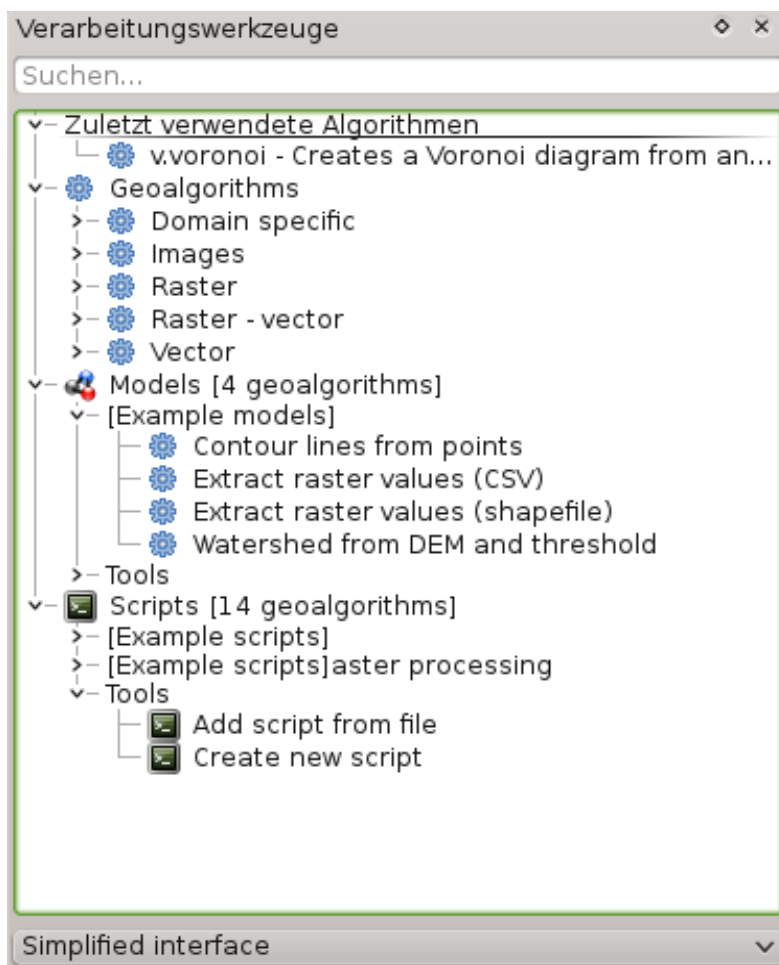 Verarbeitungswerkzeuge
Suchen...
Zuletzt verwendete Algorithmen
v.voronoi - Creates a Voronoi diagram from an...
Geoalgorithms
Domain specific
Images
Raster
Raster - vector
Vector
Models [4 geoalgorithms]
[Example models]
Contour lines from points
Extract raster values (CSV)
Extract raster values (shapefile)
Watershed from DEM and threshold
Tools
Scripts [14 geoalgorithms]
[Example scripts]
[Example scripts]aster processing
Tools
Add script from file
Create new script
Simplified interface